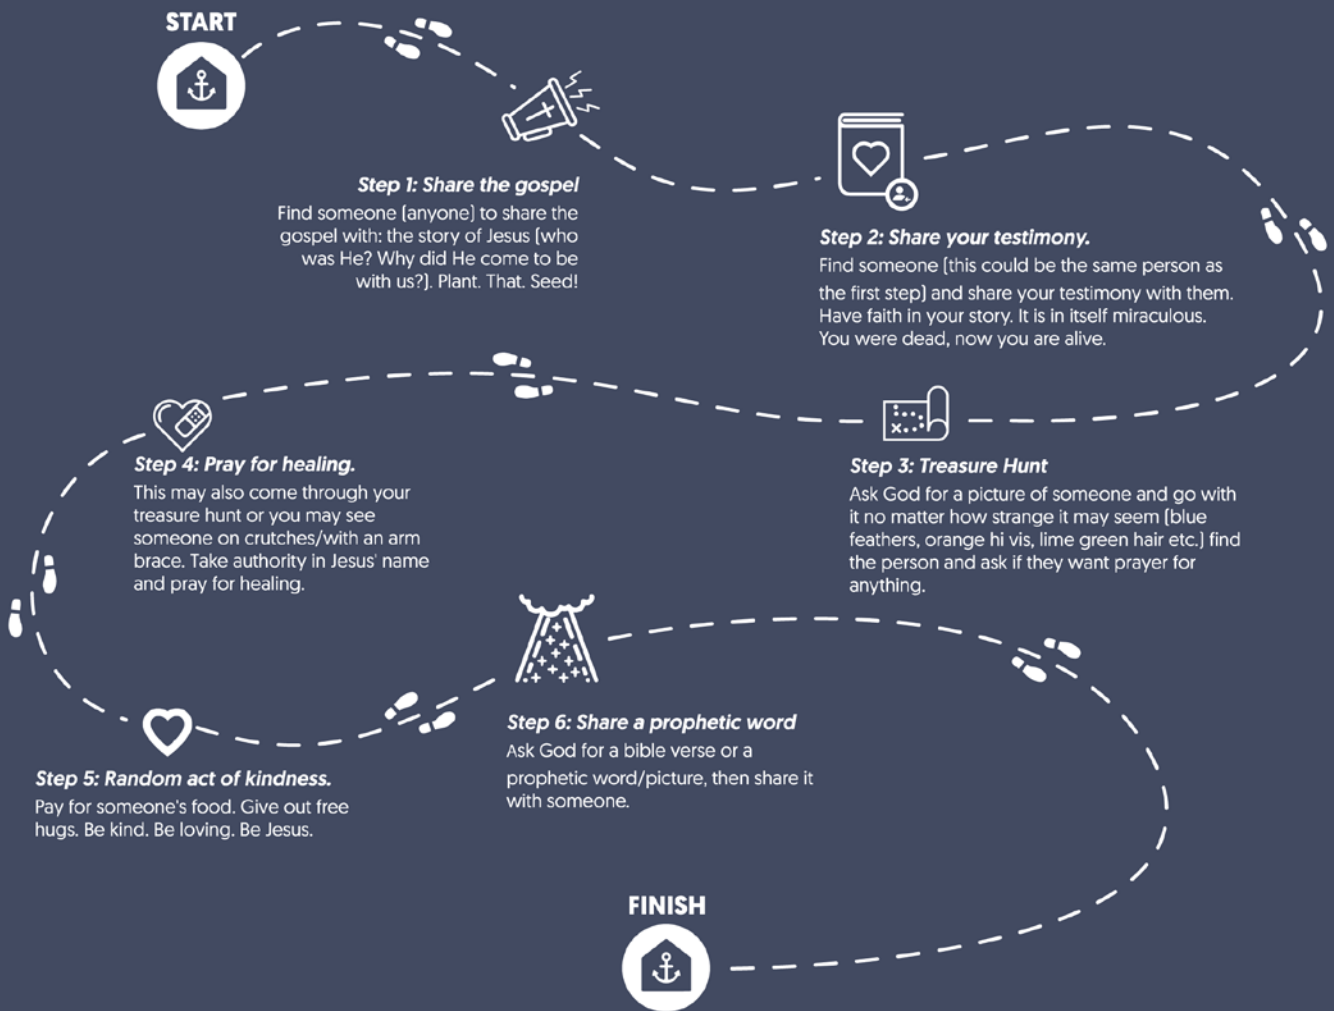 START
Step 1: Share the gospel
Find someone (anyone) to share the
gospel with: the story of Jesus (who
was He? Why did He come to be
with us?). Plant. That. Seed!
Step 2: Share your testimony.
Find someone (this could be the same person as
the first step) and share your testimony with them.
Have faith in your story. It is in itself miraculous.
You were dead, now you are alive.
Step 3: Treasure Hunt
Ask God for a picture of someone and go with
it no matter how strange it may seem (blue
feathers, orange hi vis, lime green hair etc.) find
the person and ask if they want prayer for
anything.
Step 4: Pray for healing.
This may also come through your
treasure hunt or you may see
someone on crutches/with an arm
brace. Take authority in Jesus' name
and pray for healing.
Step 5: Random act of kindness.
Pay for someone's food. Give out free
hugs. Be kind. Be loving. Be Jesus.
Step 6: Share a prophetic word
Ask God for a bible verse or a
prophetic word/picture, then share it
with someone.
FINISH